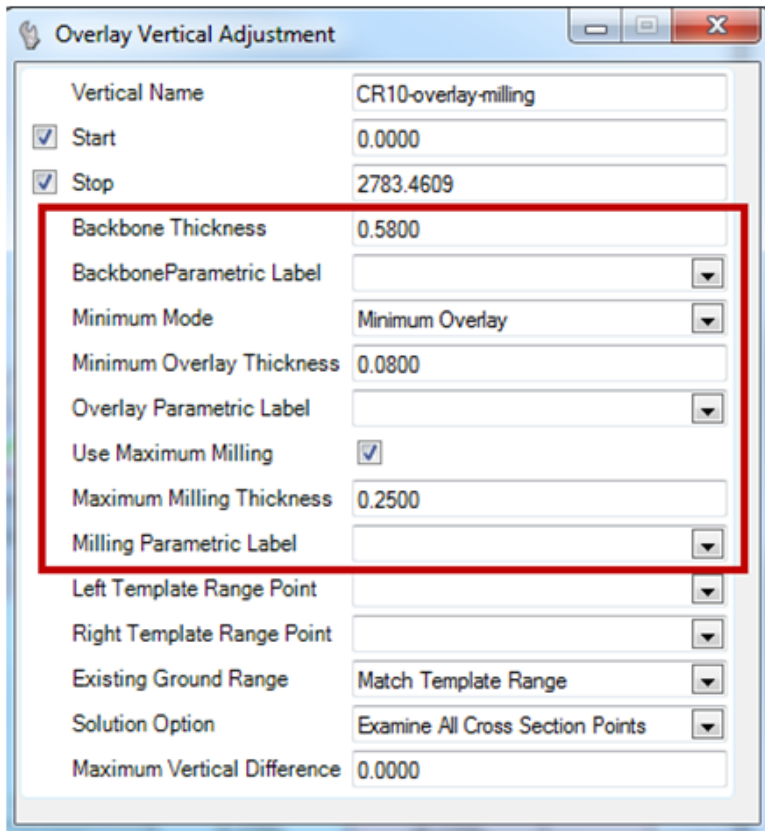 Overlay Vertical Adjustment
Vertical Name CR10-overlay-milling
Start 0.0000
Stop 2783.4609
Backbone Thickness 0.5800
BackboneParametric Label
Minimum Mode Minimum Overlay
Minimum Overlay Thickness 0.0800
Overlay Parametric Label
Use Maximum Milling
Maximum Milling Thickness 0.2500
Milling Parametric Label
Left Template Range Point
Right Template Range Point
Existing Ground Range Match Template Range
Solution Option Examine All Cross Section Points
Maximum Vertical Difference 0.0000